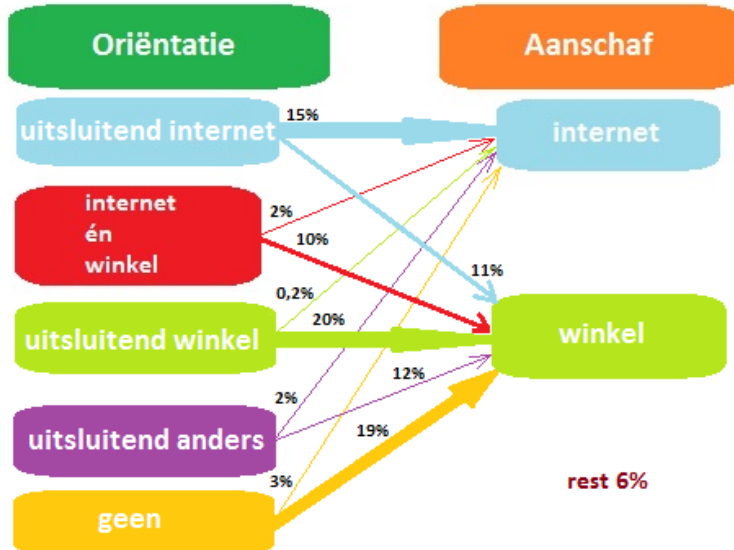 Oriëntatie
Aanschaf
uitsluitend internet
15%
internet
internet
én
winkel
2%
10%
11%
0,2%
uitsluitend winkel
20%
winkel
uitsluitend anders
2%
12%
19%
geen
3%
rest 6%